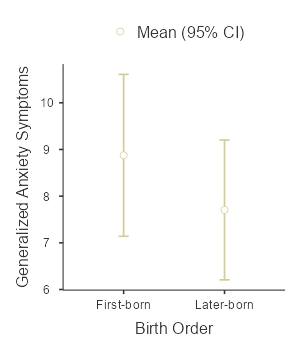 Mean (95% CI)
Generalized Anxiety Symptoms
10
9
8
7
6
First-born
Later-born
Birth Order